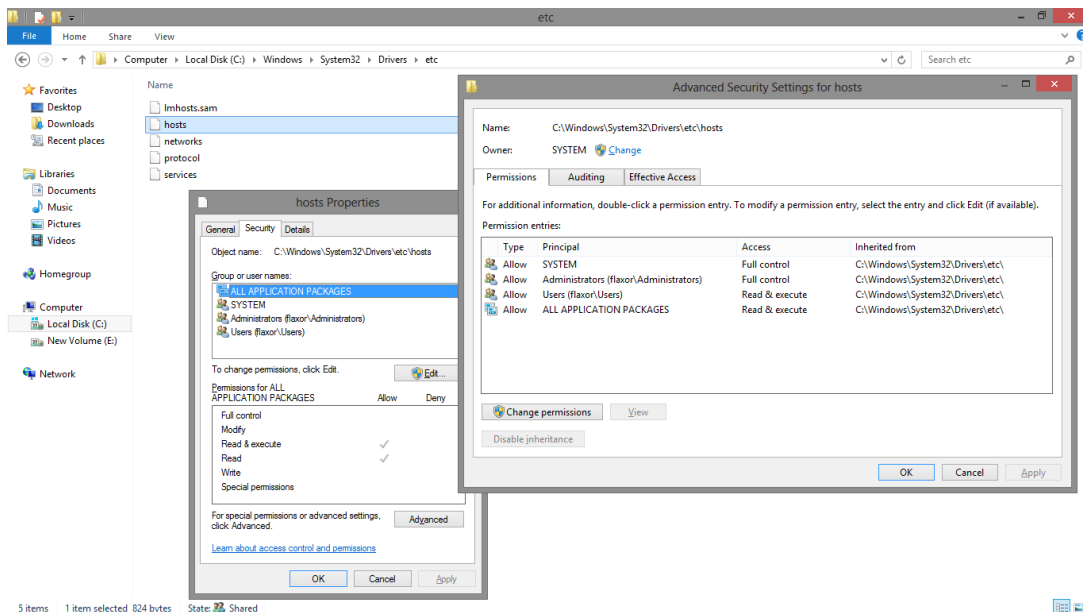 etc
File Home Share View
Computer Local Disk (C:) Windows System32 Drivers etc
Search etc
Favorites
Desktop
Downloads
Recent places
Libraries
Documents
Music
Pictures
Videos
Homegroup
Computer
Local Disk (C:)
New Volume (E:)
Network
Name
lmhosts.sam
hosts
networks
protocol
services
hosts Properties
General Security Details
Object name: C:\Windows\System32\Drivers\etc\hosts
Group or user names:
ALL APPLICATION PACKAGES
SYSTEM
Administrators (flaxor\Administrators)
Users (flaxor\Users)
To change permissions, click Edit.
Edit...
Permissions for ALL
APPLICATION PACKAGES Allow Deny
Full control
Modify
Read & execute
Read
Write
Special permissions
For special permissions or advanced settings,
click Advanced.
Advanced
Learn about access control and permissions
OK Cancel Apply
Advanced Security Settings for hosts
Name: C:\Windows\System32\Drivers\etc\hosts
Owner: SYSTEM Change
Permissions Auditing Effective Access
For additional information, double-click a permission entry. To modify a permission entry, select the entry and click Edit (if available).
Permission entries:
Type Principal Access Inherited from
Allow SYSTEM Full control C:\Windows\System32\Drivers\etc\
Allow Administrators (flaxor\Administrators) Full control C:\Windows\System32\Drivers\etc\
Allow Users (flaxor\Users) Read & execute C:\Windows\System32\Drivers\etc\
Allow ALL APPLICATION PACKAGES Read & execute C:\Windows\System32\Drivers\etc\
Change permissions View
Disable inheritance
OK Cancel Apply
5 items 1 item selected 824 bytes State: Shared